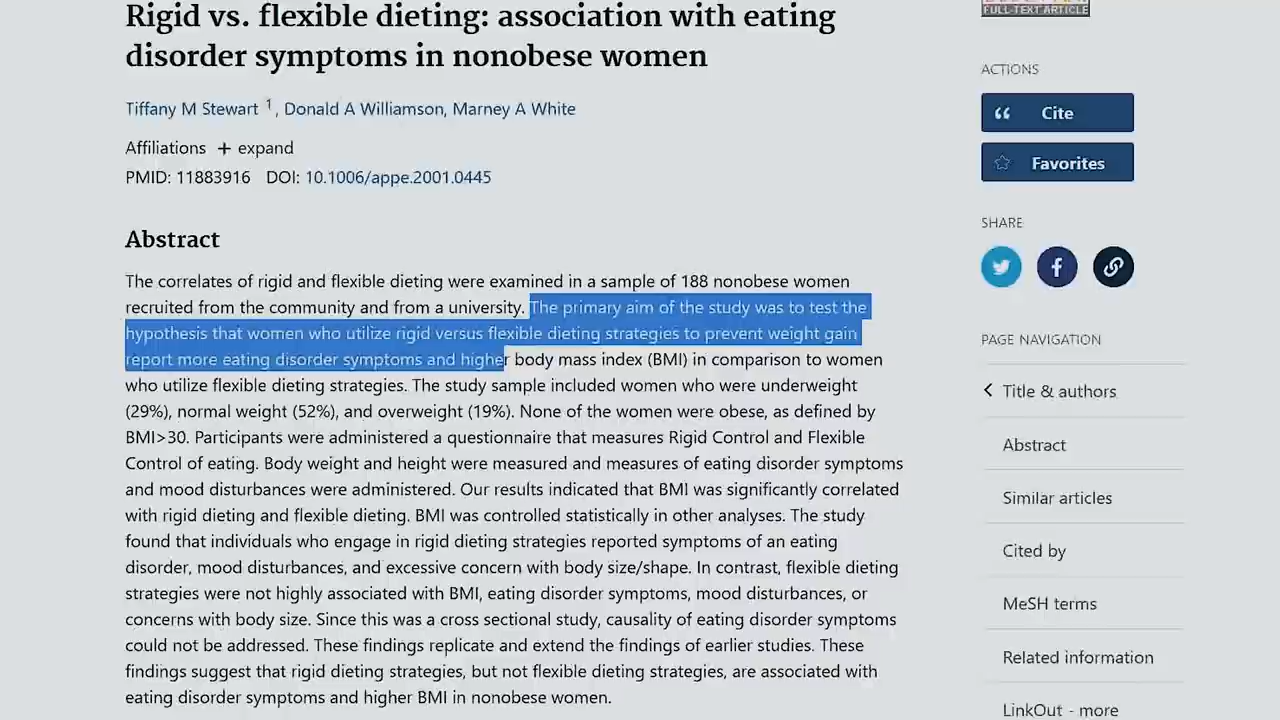 Rigid vs. flexible dieting: association with eating
disorder symptoms in nonobese women
FULL-TEXT ARTICLE
Tiffany M Stewart 1, Donald A Williamson, Marney A White
Affiliations + expand
PMID: 11883916 DOI: 10.1006/appe.2001.0445
Abstract
The correlates of rigid and flexible dieting were examined in a sample of 188 nonobese women
recruited from the community and from a university. The primary aim of the study was to test the
hypothesis that women who utilize rigid versus flexible dieting strategies to prevent weight gain
report more eating disorder symptoms and higher body mass index (BMI) in comparison to women
who utilize flexible dieting strategies. The study sample included women who were underweight
(29%), normal weight (52%), and overweight (19%). None of the women were obese, as defined by
BMI>30. Participants were administered a questionnaire that measures Rigid Control and Flexible
Control of eating. Body weight and height were measured and measures of eating disorder symptoms
and mood disturbances were administered. Our results indicated that BMI was significantly correlated
with rigid dieting and flexible dieting. BMI was controlled statistically in other analyses. The study
found that individuals who engage in rigid dieting strategies reported symptoms of an eating
disorder, mood disturbances, and excessive concern with body size/shape. In contrast, flexible dieting
strategies were not highly associated with BMI, eating disorder symptoms, mood disturbances, or
concerns with body size. Since this was a cross sectional study, causality of eating disorder symptoms
could not be addressed. These findings replicate and extend the findings of earlier studies. These
findings suggest that rigid dieting strategies, but not flexible dieting strategies, are associated with
eating disorder symptoms and higher BMI in nonobese women.
ACTIONS
Cite
Favorites
SHARE
PAGE NAVIGATION
Title & authors
Abstract
Similar articles
Cited by
MeSH terms
Related information
LinkOut - more